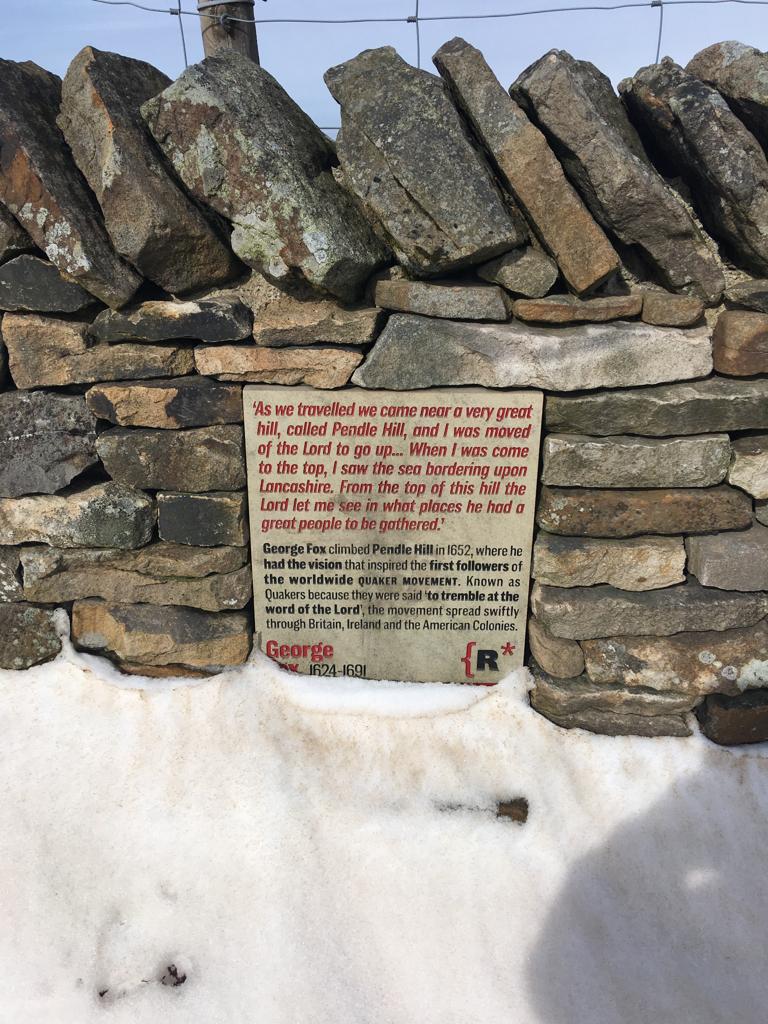 'As we travelled we came near a very great
hill, called Pendle Hill, and I was moved
of the Lord to go up... When I was come
to the top, I saw the sea bordering upon
Lancashire. From the top of this hill the
Lord let me see in what places he had a
great people to be gathered.'
George Fox climbed Pendle Hill in 1652, where he
had the vision that inspired the first followers of
the worldwide QUAKER MOVEMENT. Known as
Quakers because they were said 'to tremble at the
word of the Lord', the movement spread swiftly
through Britain, Ireland and the American Colonies.
George
Fox 1624-1691
{R*